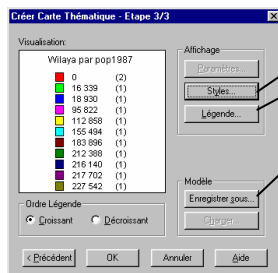 Créer Carte Thématique - Etape 3/3
Visualisation:
Wilaya par pop1987
0 (2)
16 339 (1)
18 930 (1)
95 822 (1)
112 858 (1)
155 494 (1)
183 896 (1)
212 388 (1)
216 140 (1)
217 702 (1)
227 542 (1)
Ordre Légende
Croissant Décroissant
Affichage
Paramètres...
Styles...
Légende...
Modèle
Enregistrer sous...
Charger...
< Précédent OK Annuler Aide